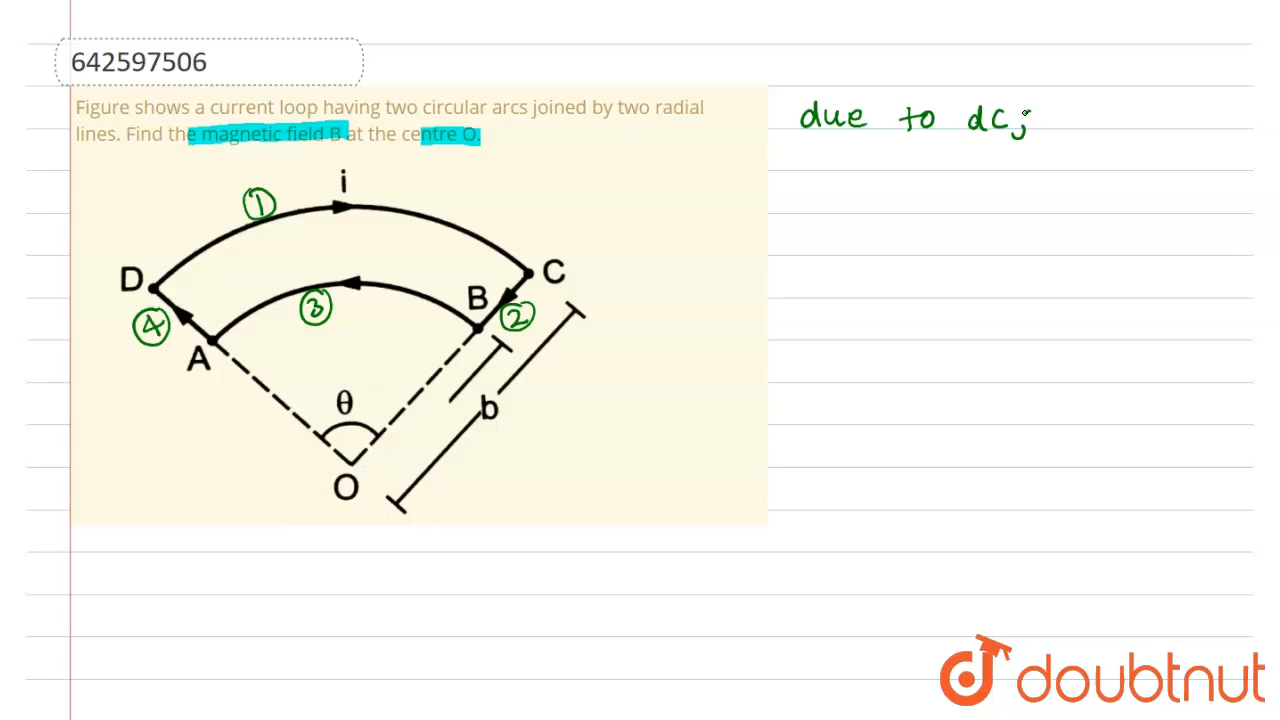 642597506
Figure shows a current loop having two circular arcs joined by two radial
lines. Find the magnetic field B at the centre O.
due to dc;
i
①
D
C
B
③
②
④
A
θ
b
O
doubtnut